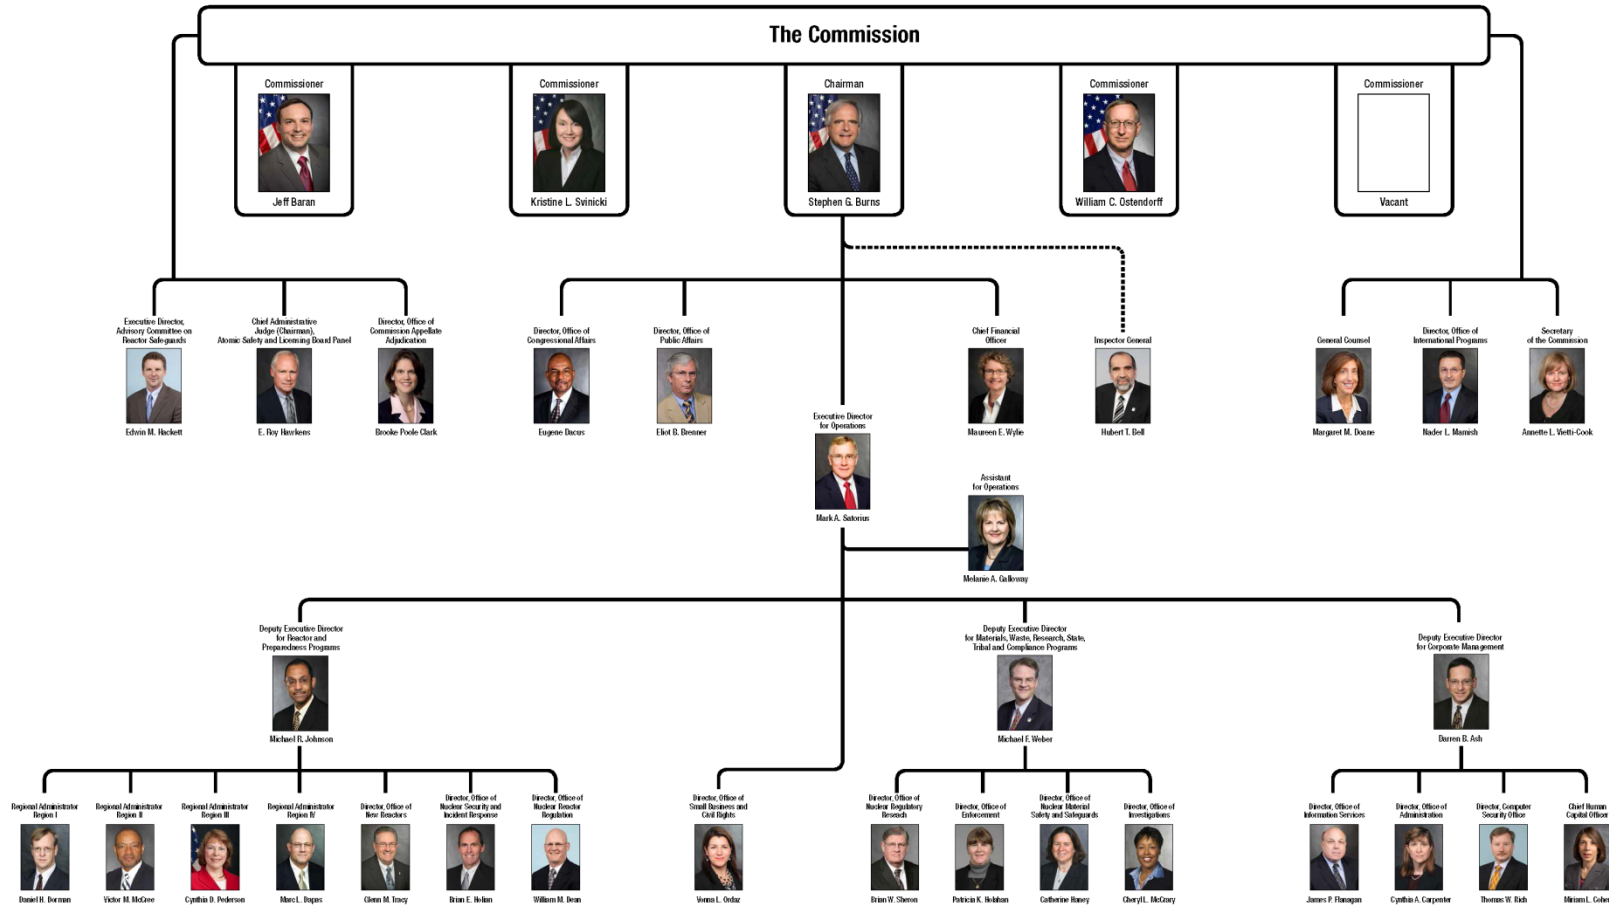 The Commission
Commissioner
Jeff Baran
Commissioner
Kristine L. Svinicki
Chairman
Stephen G. Burns
Commissioner
William C. Ostendorff
Commissioner
Vacant
Executive Director,
Advisory Committee on
Reactor Safeguards
Edwin M. Hackett
Chief Administrative
Judge (Chairman),
Atomic Safety and Licensing Board Panel
E. Roy Hawkens
Director, Office of
Commission Appellate
Adjudication
Brooke Poole Clark
Director, Office of
Congressional Affairs
Eugene Dacus
Director, Office of
Public Affairs
Eliot B. Brenner
Chief Financial
Officer
Maureen E. Wylie
Inspector General
Hubert T. Bell
General Counsel
Margaret M. Doane
Director, Office of
International Programs
Nader L. Mamish
Secretary
of the Commission
Annette L. Vietti-Cook
Executive Director
for Operations
Mark A. Satorius
Assistant
for Operations
Melanie A. Galloway
Deputy Executive Director
for Reactor and
Preparedness Programs
Michael R. Johnson
Deputy Executive Director
for Materials, Waste, Research, State,
Tribal and Compliance Programs
Michael F. Weber
Deputy Executive Director
for Corporate Management
Darren B. Ash
Regional Administrator
Region I
Daniel H. Dorman
Regional Administrator
Region II
Victor M. McCree
Regional Administrator
Region III
Cynthia D. Pederson
Regional Administrator
Region IV
Marc L. Dapas
Director, Office of
New Reactors
Glenn M. Tracy
Director, Office of
Nuclear Security and
Incident Response
Brian E. Holian
Director, Office of
Nuclear Reactor
Regulation
William M. Dean
Director, Office of
Small Business and
Civil Rights
Vonna L. Ordaz
Director, Office of
Nuclear Regulatory
Reseach
Brian W. Sheron
Director, Office of
Enforcement
Patricia K. Holahan
Director, Office of
Nuclear Material
Safety and Safeguards
Catherine Haney
Director, Office of
Investigations
Cheryl L. McCrary
Director, Office of
Information Services
James P. Flanagan
Director, Office of
Administration
Cynthia A. Carpenter
Director, Computer
Security Office
Thomas W. Rich
Chief Human
Capital Officer
Miriam L. Cohen